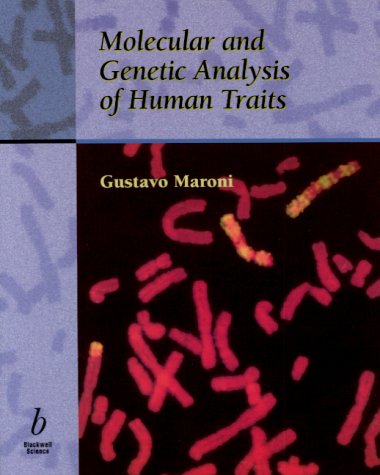 Molecular and
Genetic Analysis
of Human Traits
Gustavo Maroni
b
Blackwell
Science